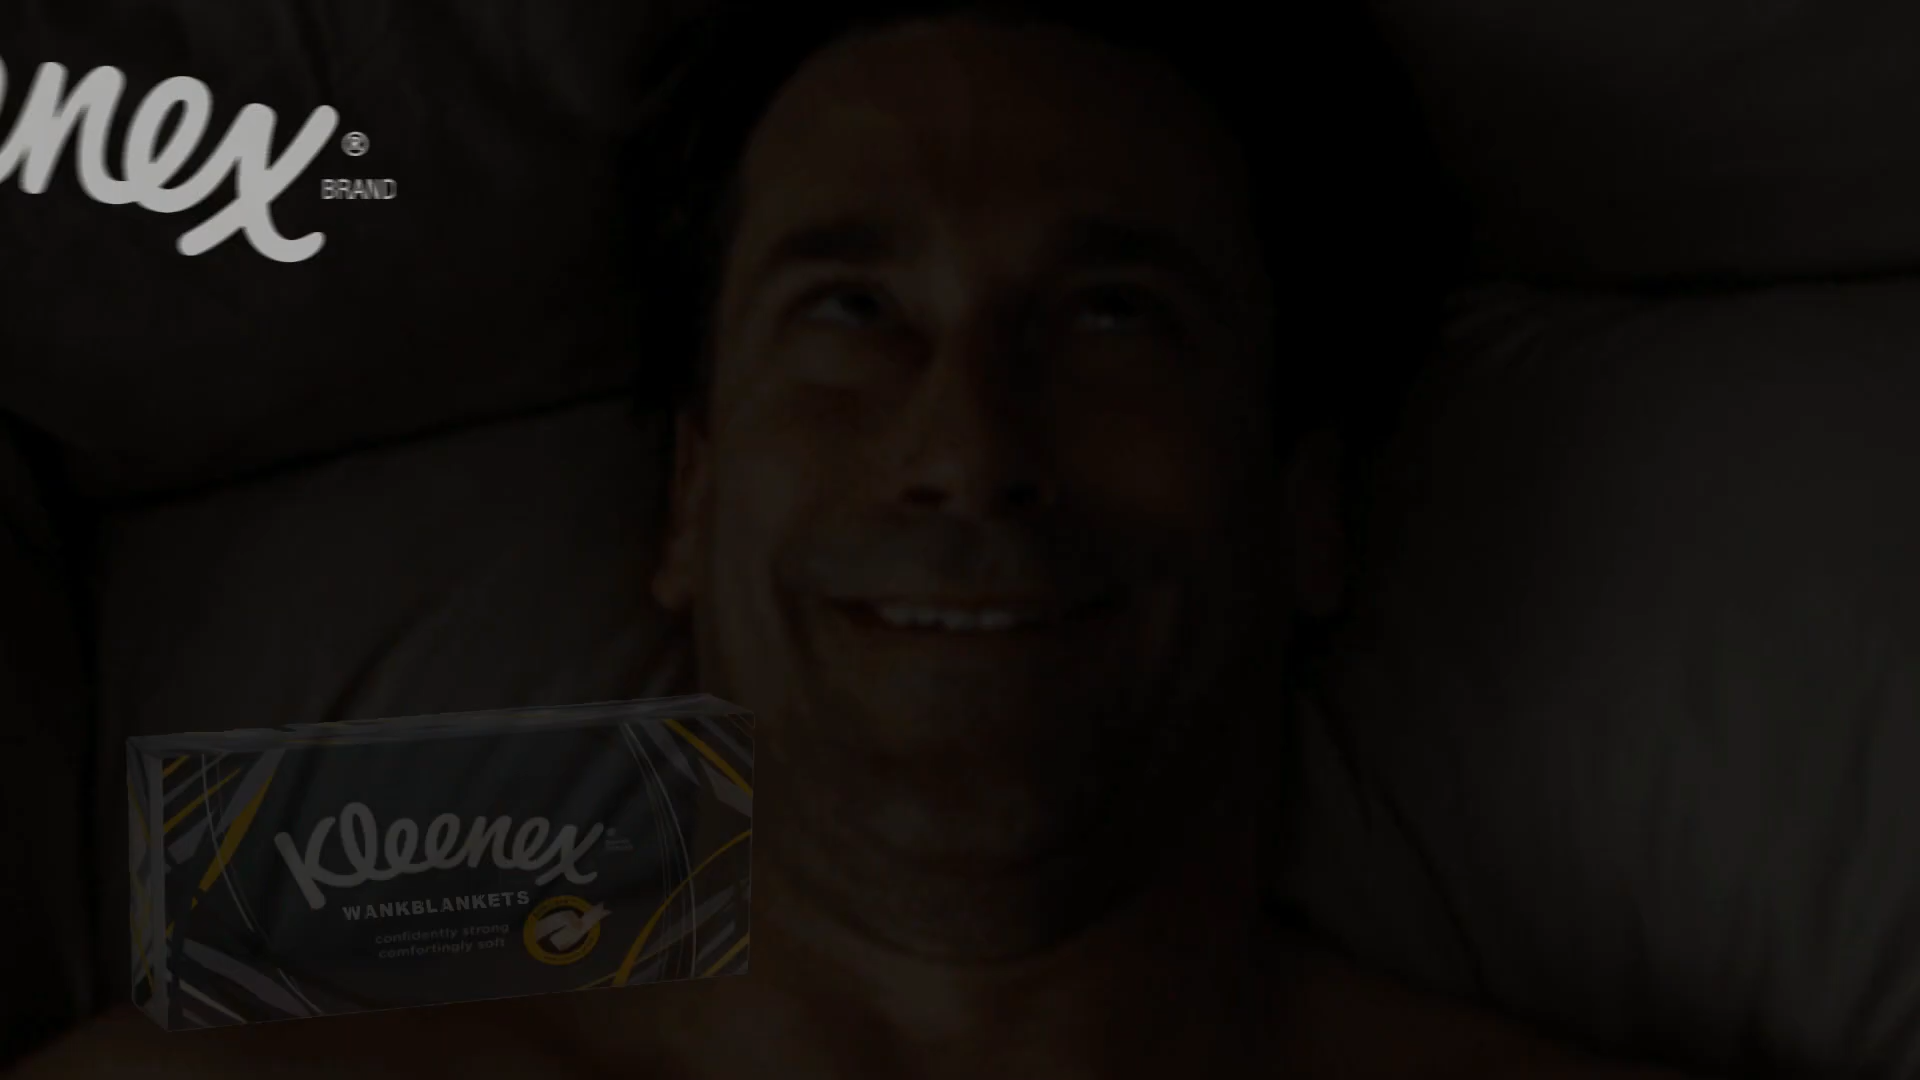 enex®
BRAND
Kleenex
WANKBLANKETS
confidently strong
comfortingly soft